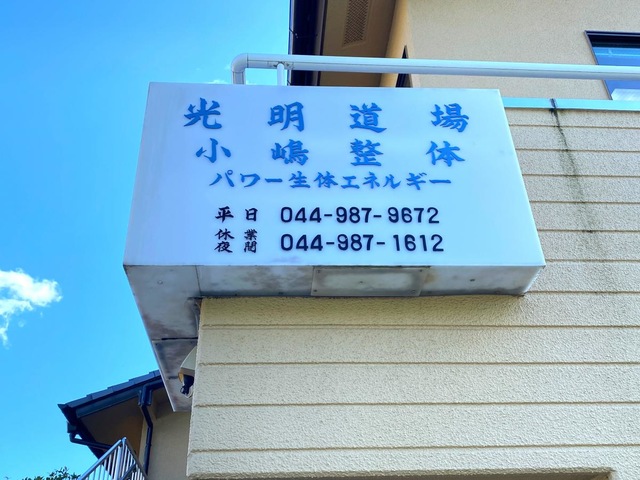 光明道場
小嶋整体
パワー生体エネルギー
平日 044-987-9672
休業
夜間 044-987-1612